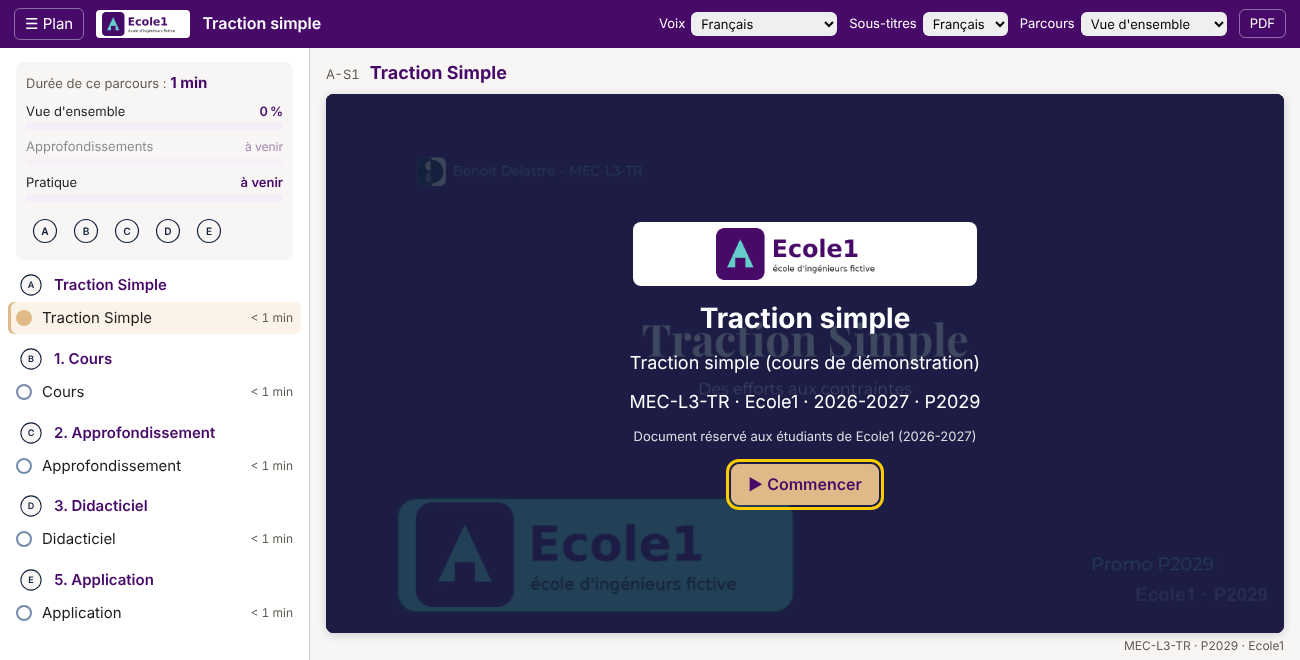 ☰ Plan
Ecole1
école d'ingénieurs fictive
Traction simple
Voix Français
Sous-titres Français
Parcours Vue d'ensemble
PDF
Durée de ce parcours : 1 min
Vue d'ensemble 0 %
Approfondissements à venir
Pratique à venir
A B C D E
A Traction Simple
Traction Simple < 1 min
B 1. Cours
Cours < 1 min
C 2. Approfondissement
Approfondissement < 1 min
D 3. Didacticiel
Didacticiel < 1 min
E 5. Application
Application < 1 min
A-S1 Traction Simple
Benoit Delattre – MEC-L3-TR
Ecole1
école d'ingénieurs fictive
Traction simple
Traction Simple
Traction simple (cours de démonstration)
Des efforts aux contraintes
MEC-L3-TR · Ecole1 · 2026-2027 · P2029
Document réservé aux étudiants de Ecole1 (2026-2027)
▶ Commencer
Ecole1
école d'ingénieurs fictive
Promo P2029
Ecole1 · P2029
MEC-L3-TR · P2029 · Ecole1